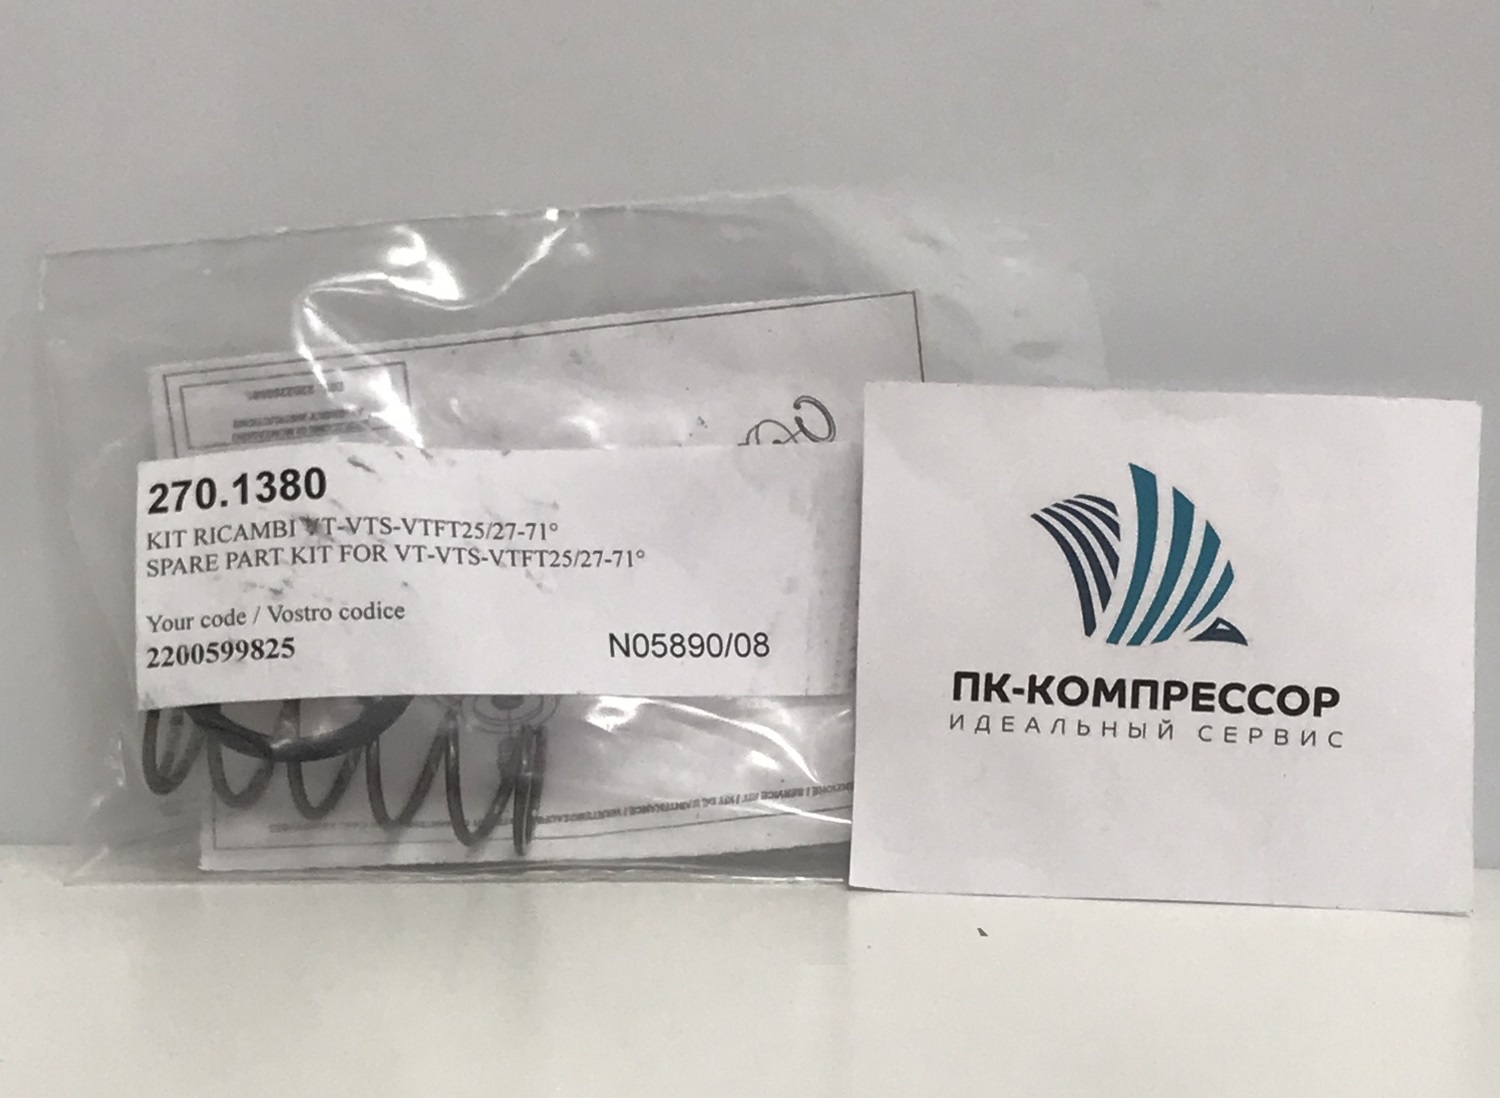 270.1380
KIT RICAMBI VT-VTS-VTFT25/27-71°
SPARE PART KIT FOR VT-VTS-VTFT25/27-71°
Your code / Vostro codice
2200599825
N05890/08
ПК-КОМПРЕССОР
ИДЕАЛЬНЫЙ СЕРВИС